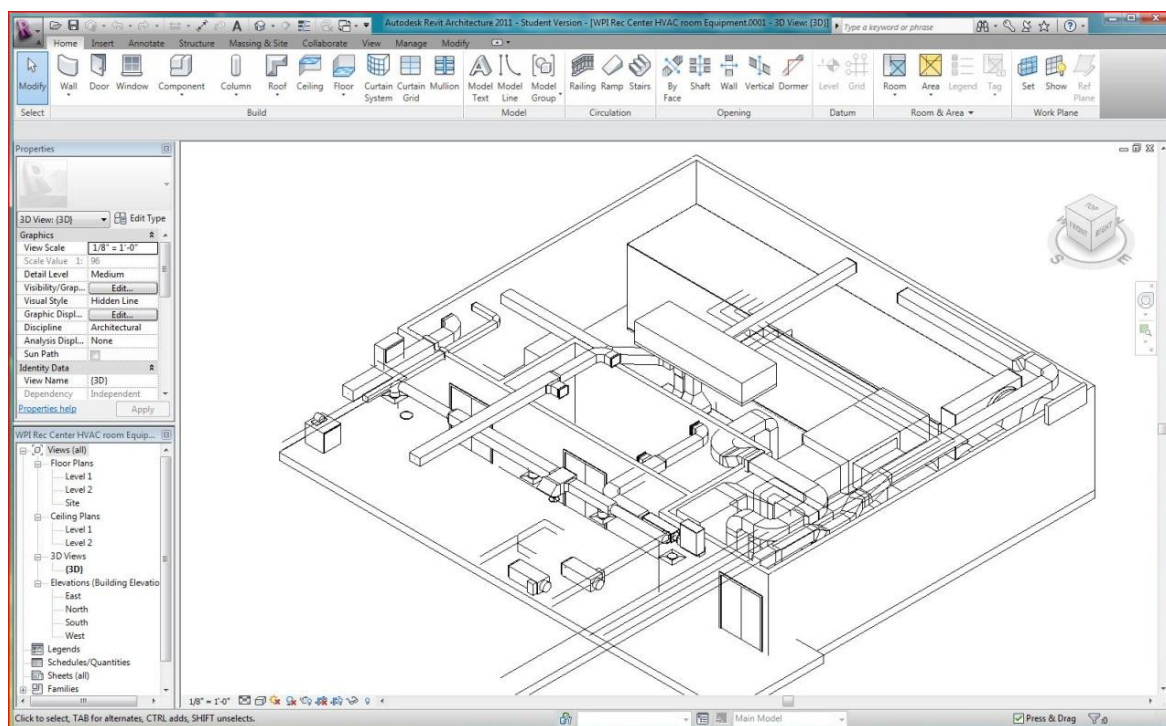 Autodesk Revit Architecture 2011 - Student Version - [WPI Rec Center HVAC room Equipment.0001 - 3D View: {3D}]
Type a keyword or phrase
Home Insert Annotate Structure Massing & Site Collaborate View Manage Modify
Modify Wall Door Window Component Column Roof Ceiling Floor Curtain System Curtain Grid Mullion Model Text Model Line Model Group Railing Ramp Stairs By Face Shaft Wall Vertical Dormer Level Grid Room Area Legend Tag Set Show Ref Plane
Select Build Model Circulation Opening Datum Room & Area Work Plane
Properties
3D View: {3D} Edit Type
Graphics
View Scale 1/8" = 1'-0"
Scale Value 1: 96
Detail Level Medium
Visibility/Grap... Edit...
Visual Style Hidden Line
Graphic Displ... Edit...
Discipline Architectural
Analysis Displ... None
Sun Path
Identity Data
View Name {3D}
Dependency Independent
Properties help Apply
WPI Rec Center HVAC room Equip...
Views (all)
Floor Plans
Level 1
Level 2
Site
Ceiling Plans
Level 1
Level 2
3D Views
{3D}
Elevations (Building Elevatio
East
North
South
West
Legends
Schedules/Quantities
Sheets (all)
Families
TOP
FRONT RIGHT
S E
1/8" = 1'-0"
Click to select, TAB for alternates, CTRL adds, SHIFT unselects.
Main Model
Press & Drag
:0